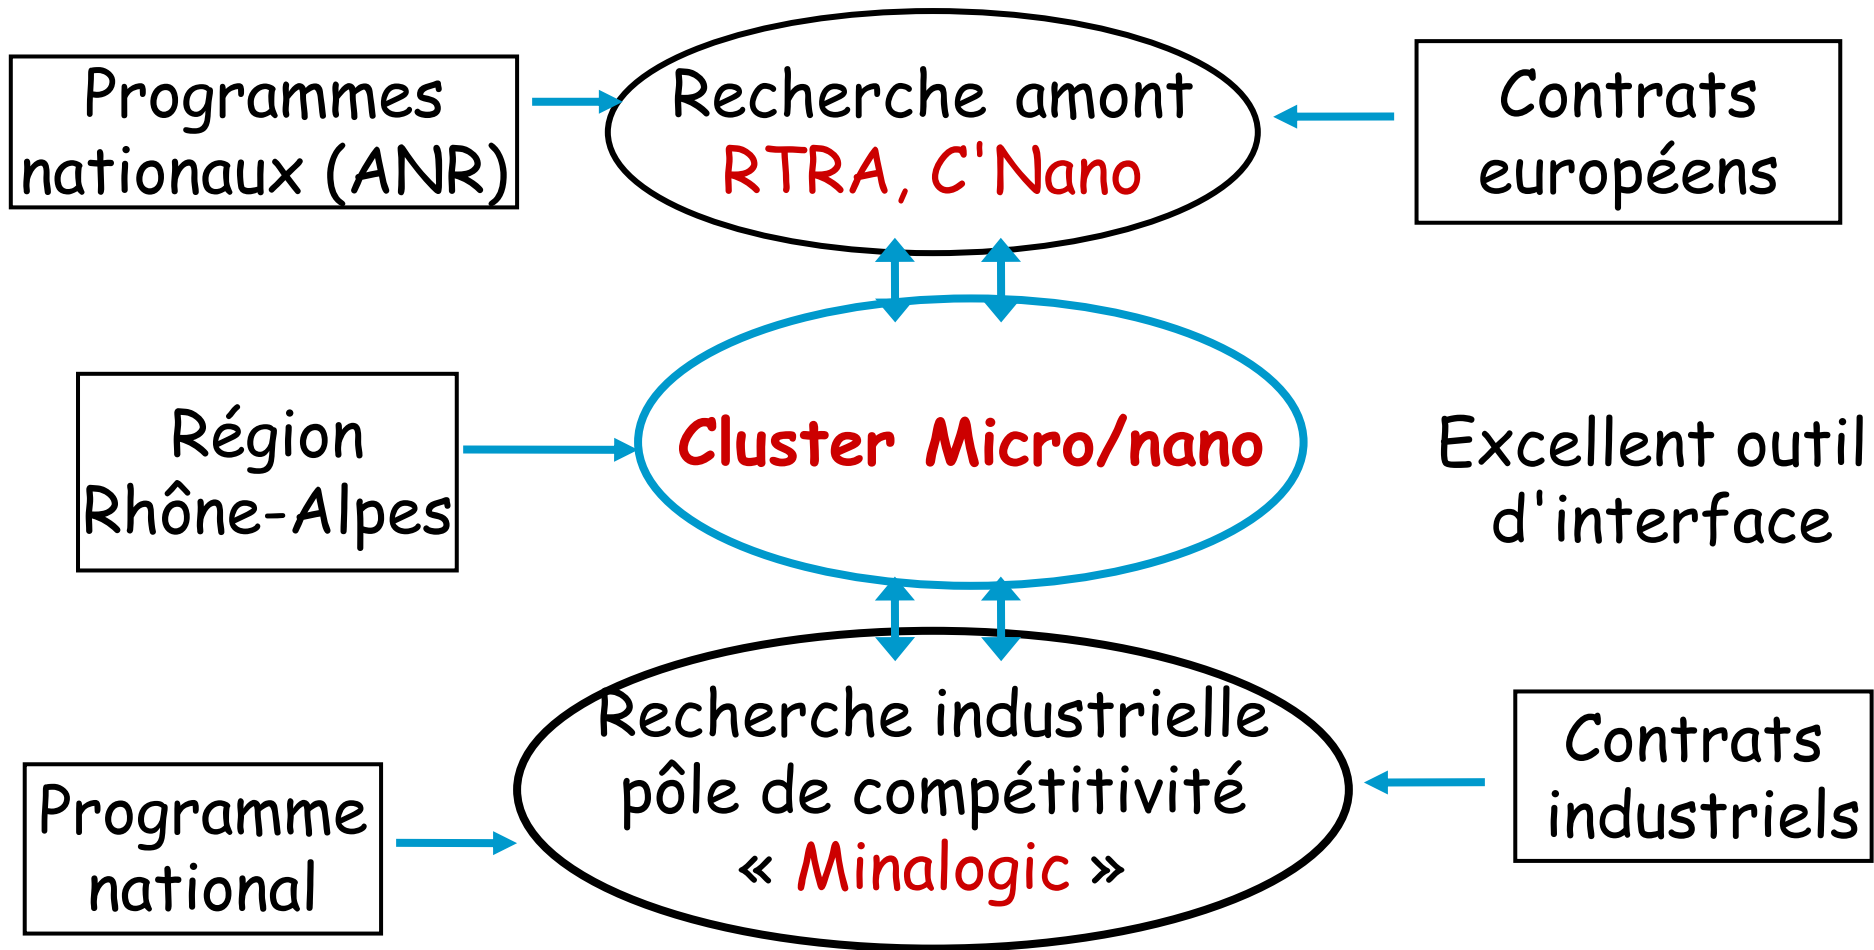 Programmes
nationaux (ANR)
Recherche amont
RTRA, C'Nano
Contrats
européens
Région
Rhône-Alpes
Cluster Micro/nano
Excellent outil
d'interface
Programme
national
Recherche industrielle
pôle de compétitivité
« Minalogic »
Contrats
industriels